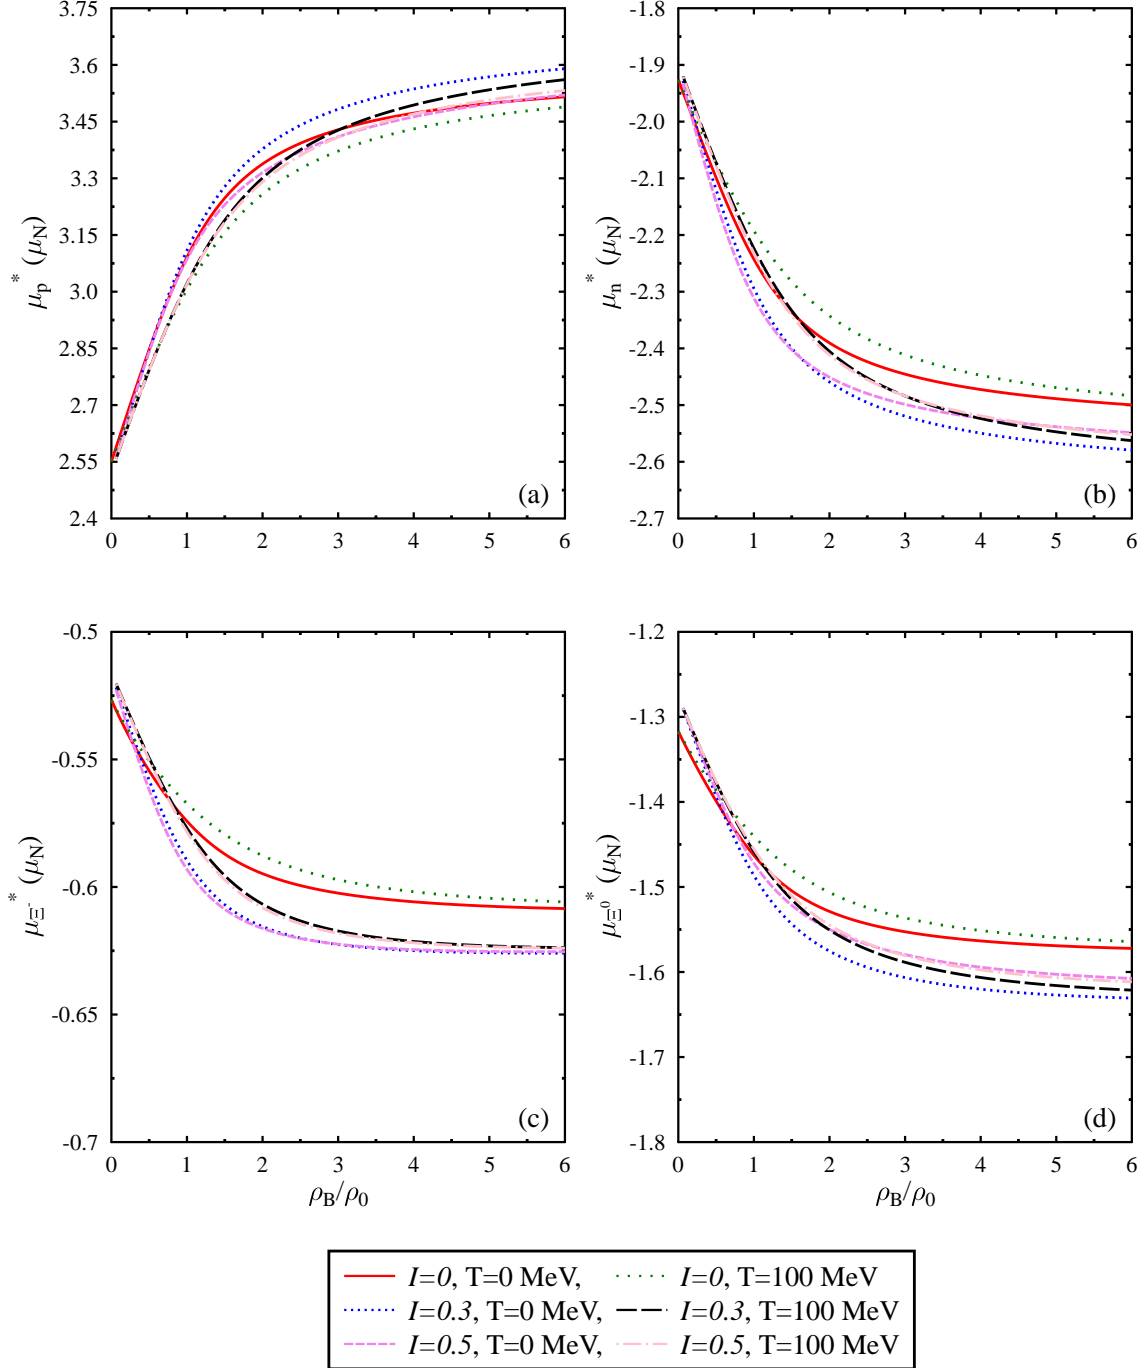 3.75
3.6
3.45
3.3
3.15
3.0
2.85
2.7
2.55
2.4
μp* (μN)
0 1 2 3 4 5 6
(a)
-1.8
-1.9
-2.0
-2.1
-2.2
-2.3
-2.4
-2.5
-2.6
-2.7
μn* (μN)
0 1 2 3 4 5 6
(b)
-0.5
-0.55
-0.6
-0.65
-0.7
μΞ-* (μN)
0 1 2 3 4 5 6
ρB/ρ0
(c)
-1.2
-1.3
-1.4
-1.5
-1.6
-1.7
-1.8
μΞ0* (μN)
0 1 2 3 4 5 6
ρB/ρ0
(d)
I=0, T=0 MeV, I=0, T=100 MeV
I=0.3, T=0 MeV, I=0.3, T=100 MeV
I=0.5, T=0 MeV, I=0.5, T=100 MeV